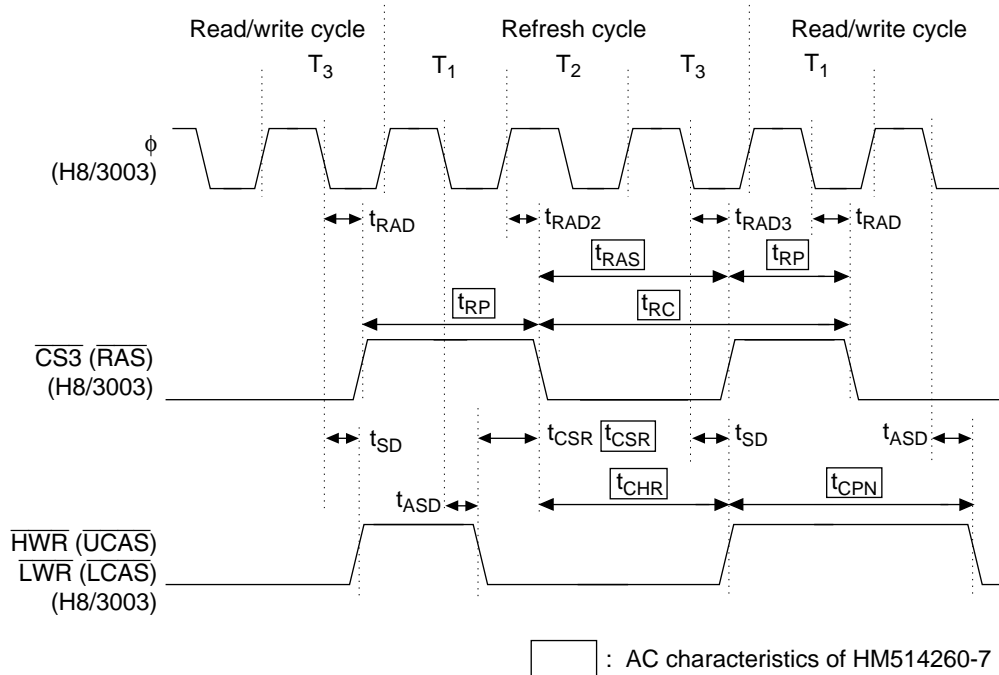 Read/write cycle Refresh cycle Read/write cycle
T3 T1 T2 T3 T1
ϕ
(H8/3003)
tRAD tRAD2 tRAD3 tRAD
tRAS tRP
tRP tRC
CS3 (RAS)
(H8/3003)
tSD tCSR tCSR tSD tASD
tASD tCHR tCPN
HWR (UCAS)
LWR (LCAS)
(H8/3003)
: AC characteristics of HM514260-7